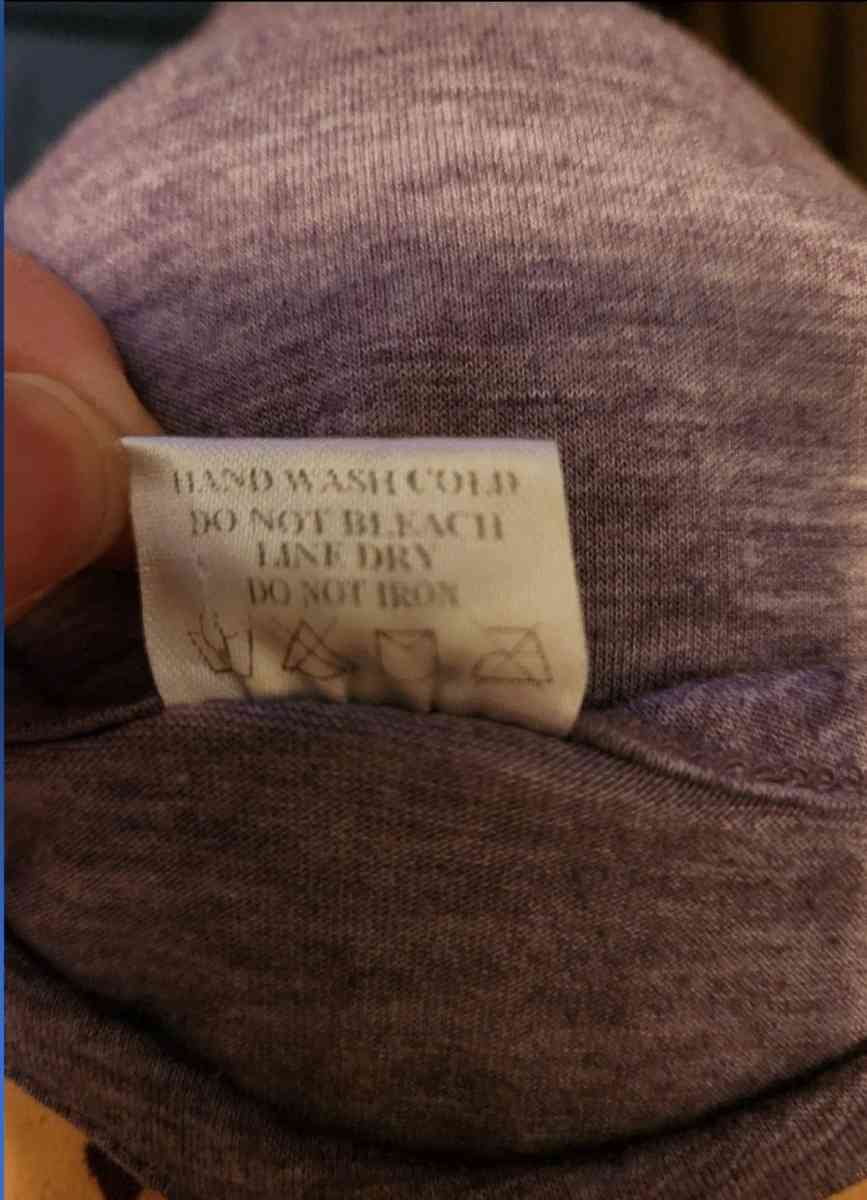 HAND WASH COLD
DO NOT BLEACH
LINE DRY
DO NOT IRON